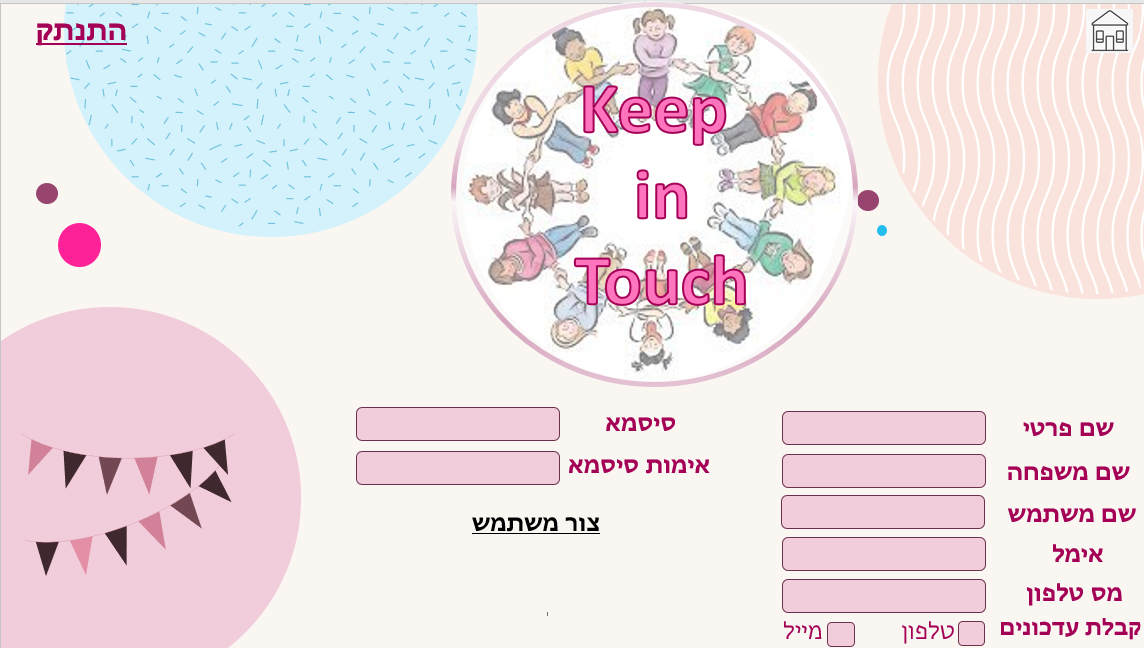 התנתק
Keep
in
Touch
שם פרטי
שם משפחה
שם משתמש
אימל
מס טלפון
קבלת עדכונים
טלפון
מייל
סיסמא
אימות סיסמא
צור משתמש